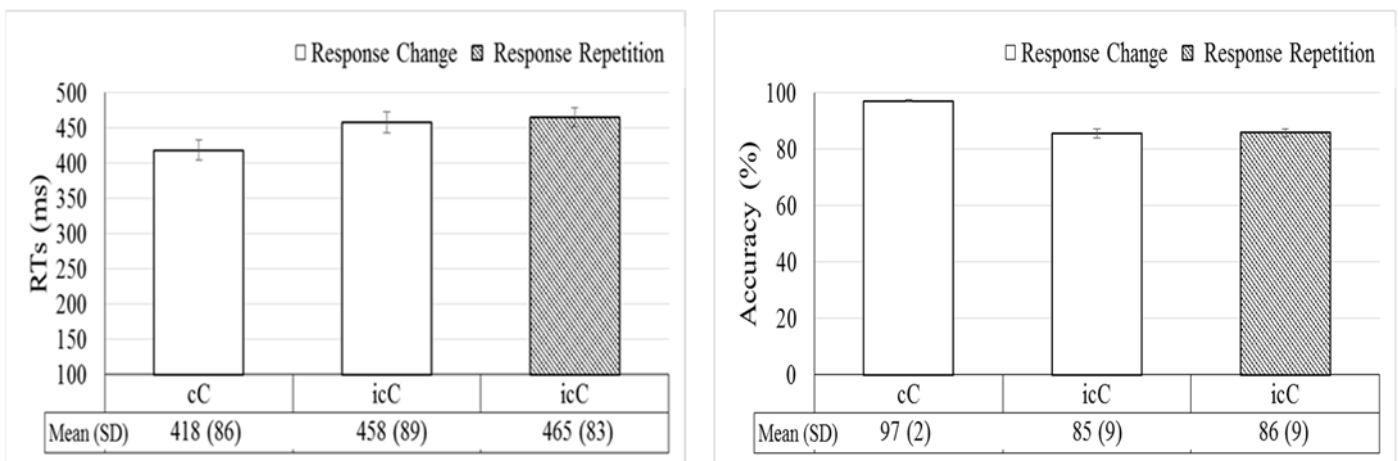 Response Change Response Repetition
500
450
400
350
300
250
200
150
100
RTs (ms)
cC icC icC
Mean (SD) 418 (86) 458 (89) 465 (83)
Response Change Response Repetition
100
80
60
40
20
0
Accuracy (%)
cC icC icC
Mean (SD) 97 (2) 85 (9) 86 (9)